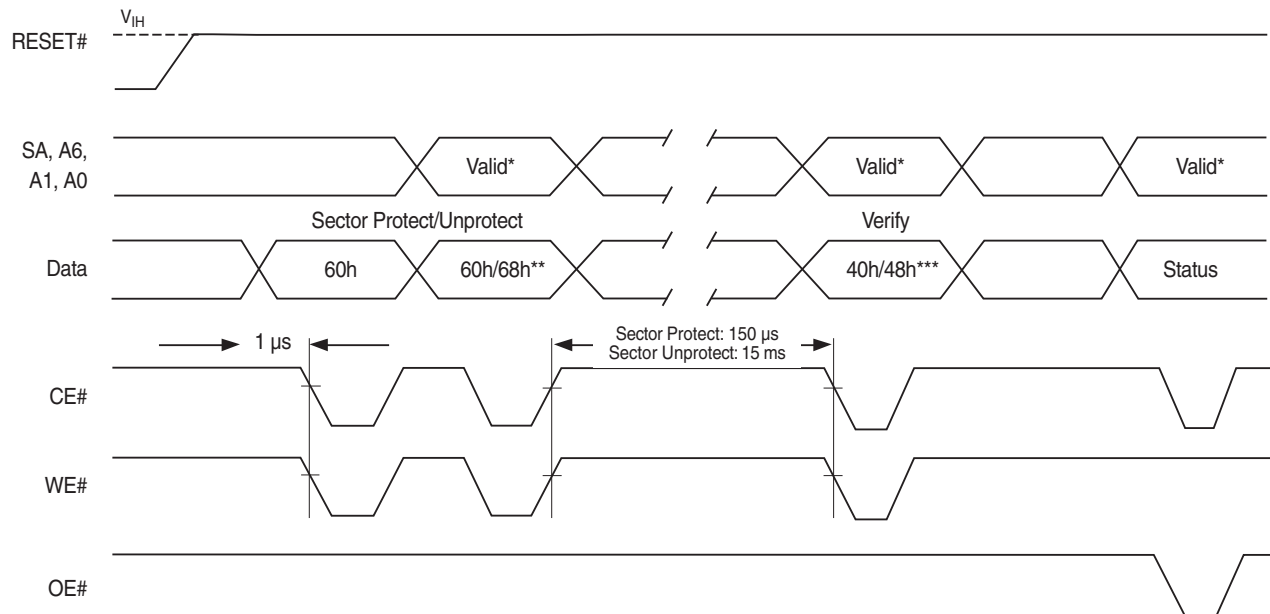 VIH
RESET#
SA, A6,
A1, A0
Valid*
Valid*
Valid*
Sector Protect/Unprotect
Verify
Data
60h
60h/68h**
40h/48h***
Status
1 µs
Sector Protect: 150 µs
Sector Unprotect: 15 ms
CE#
WE#
OE#